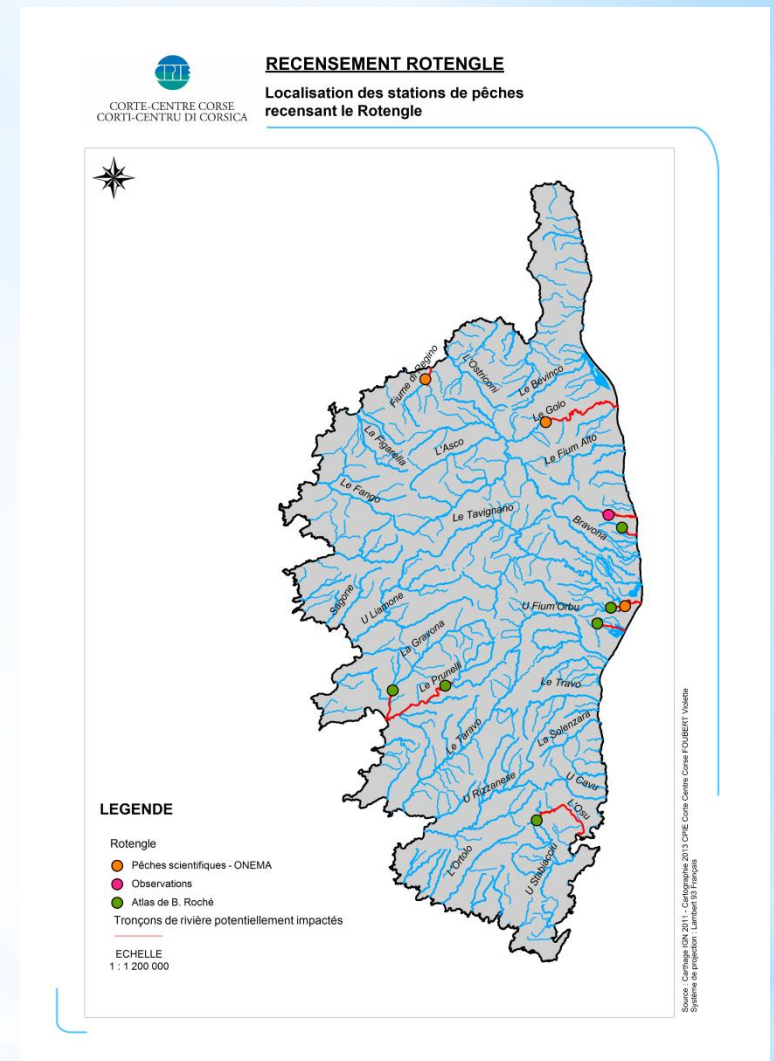 CPIE
CORTE-CENTRE CORSE
CORTI-CENTRU DI CORSICA
RECENSEMENT ROTENGLE
Localisation des stations de pêches
recensant le Rotengle
Fiume di Regino
L'Ostriconi
Le Bevinco
Le Golo
La Figarella
L'Asco
Le Fium Alto
Le Fango
Le Tavignano
Bravona
Sagone
U Liamone
U Fium'Orbu
La Gravona
Le Prunelli
Le Travo
Le Taravo
La Solenzara
U Rizzanese
U Cavu
L'Osu
L'Ortolo
U Stabiacciu
LEGENDE
Rotengle
Pêches scientifiques - ONEMA
Observations
Atlas de B. Roché
Tronçons de rivière potentiellement impactés
ECHELLE
1 : 1 200 000
Source : Carthage IGN 2011 - Cartographie 2013 CPIE Corte Centre Corse FOUBERT Violette
Système de projection : Lambert 93 Français